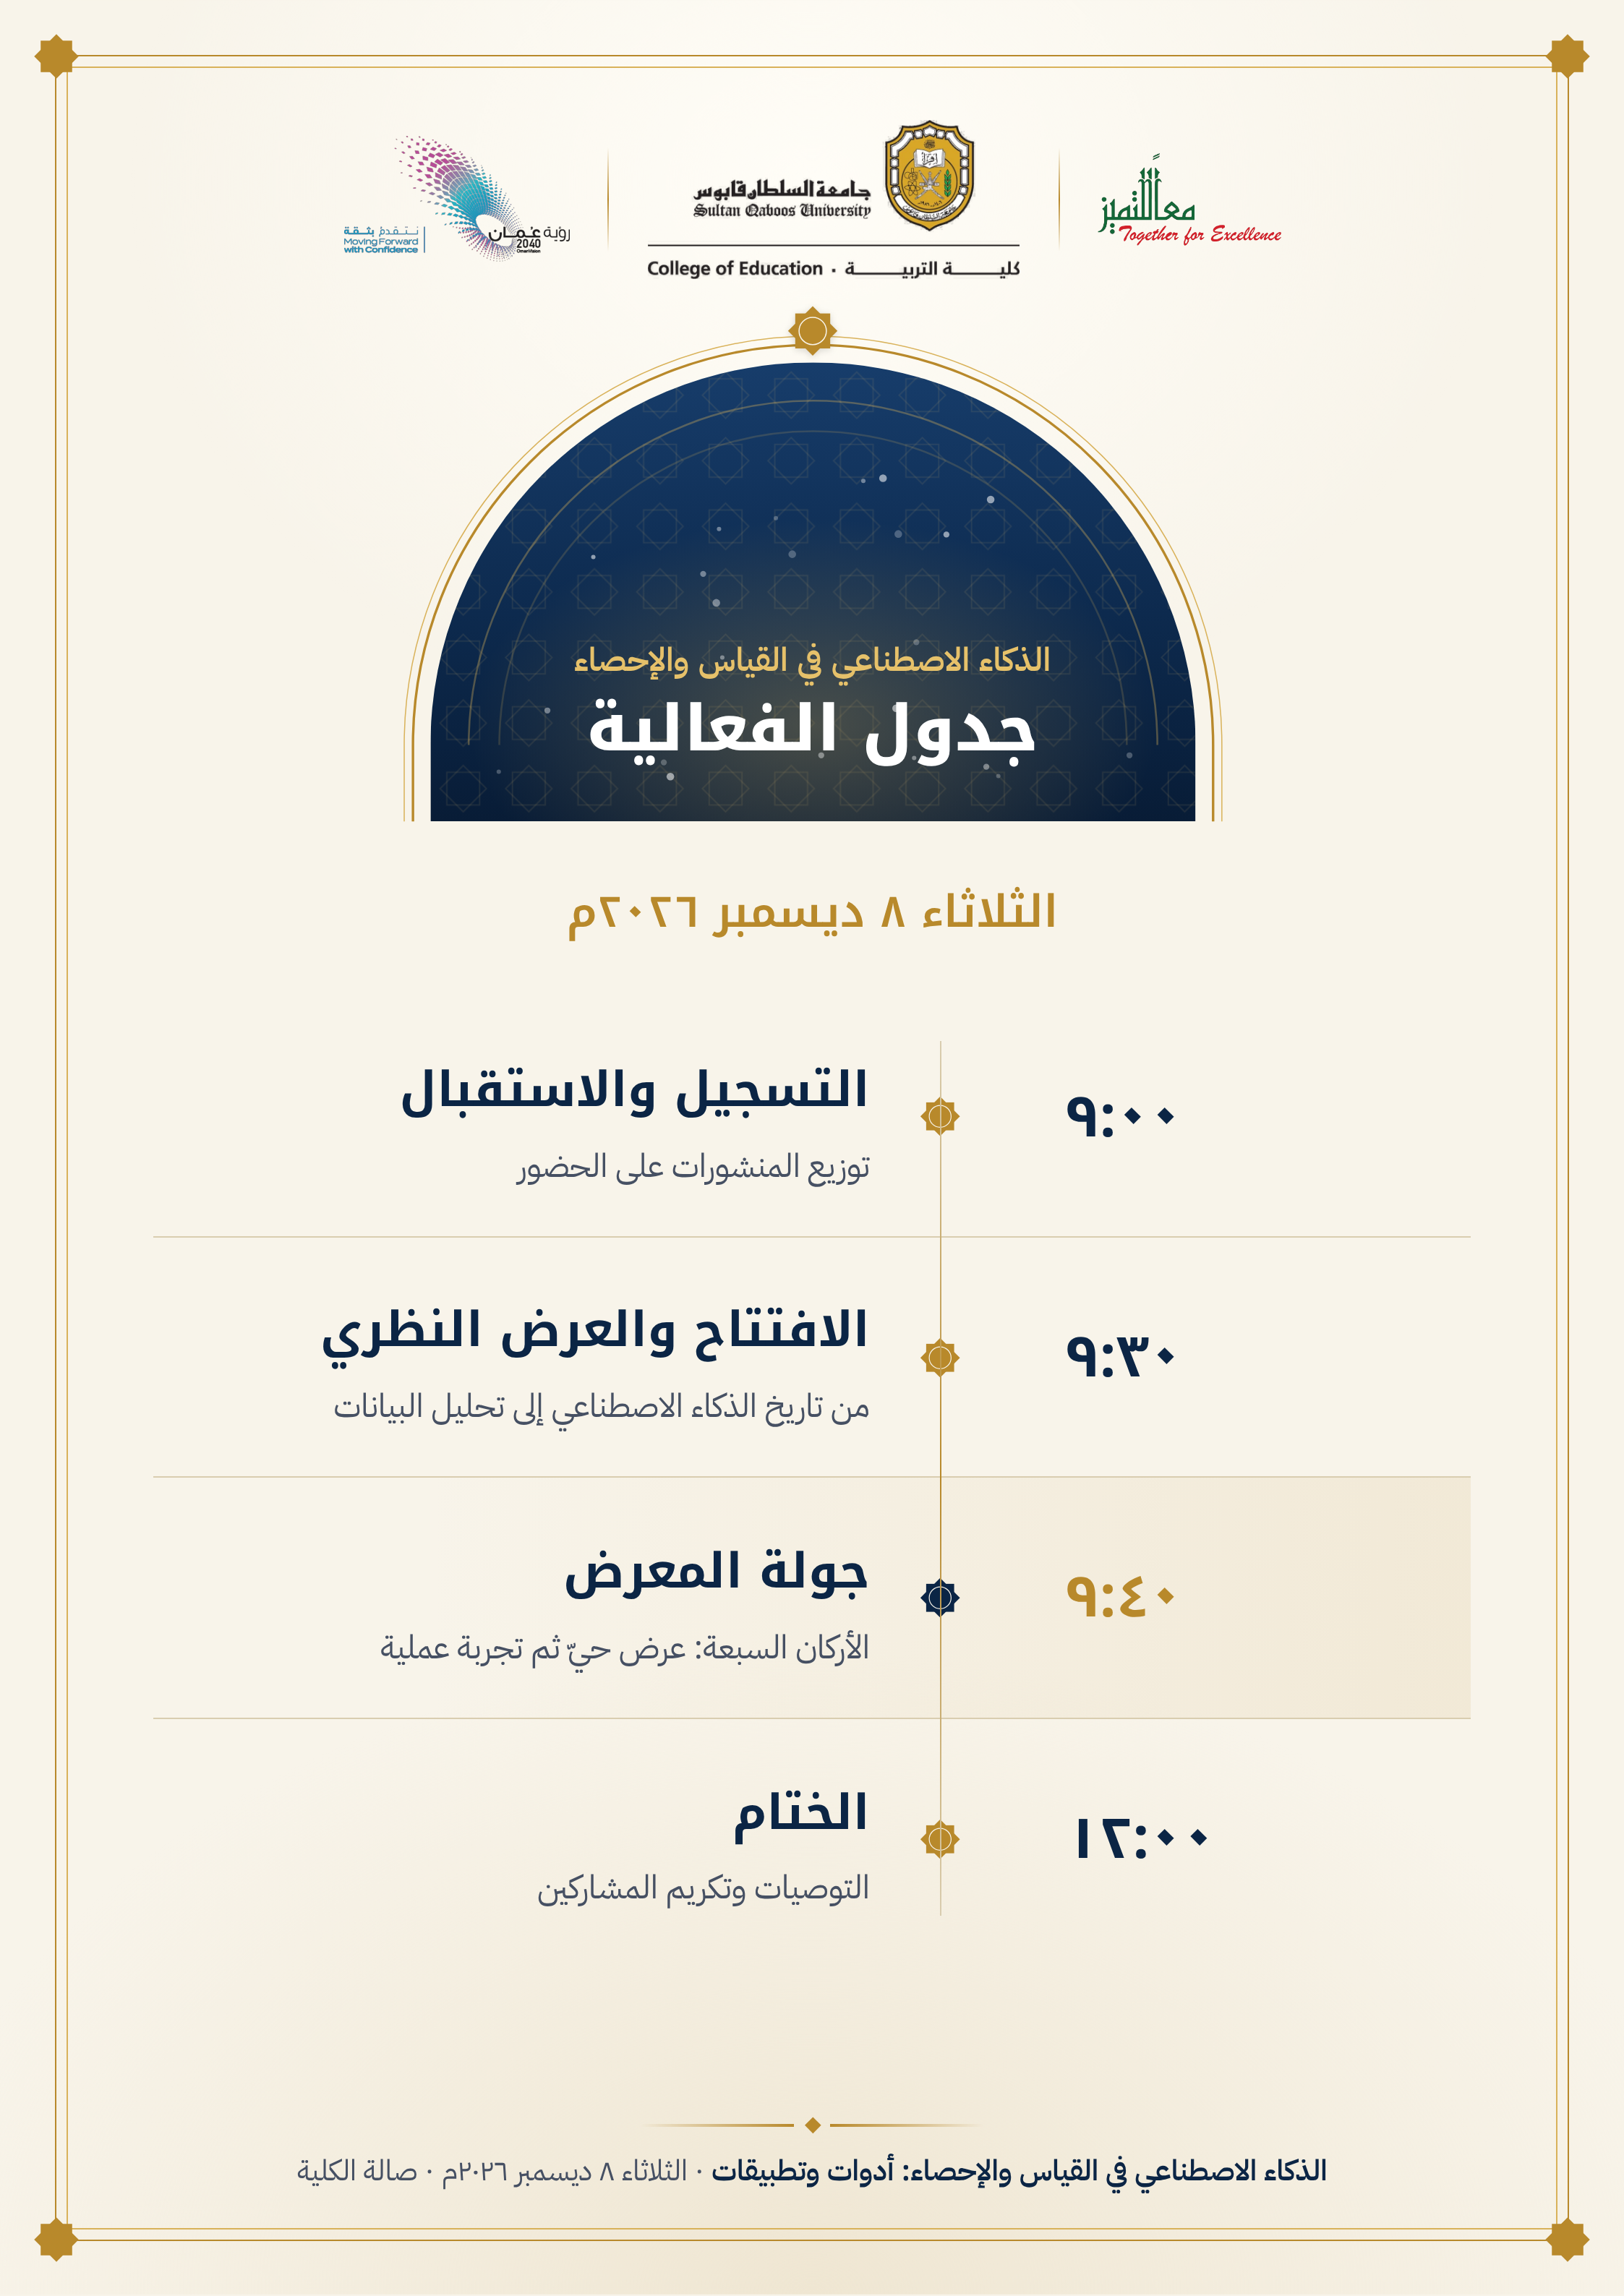 معًا للتميز
Together for Excellence
جامعة السلطان قابوس
Sultan Qaboos University
كليــــــة التربيــــــة · College of Education
رؤية عُمان
2040
Oman Vision
نتقدم بثقة
Moving Forward
with Confidence
الذكاء الاصطناعي في القياس والإحصاء
جدول الفعالية
الثلاثاء ٨ ديسمبر ٢٠٢٦م
٩:٠٠
التسجيل والاستقبال
توزيع المنشورات على الحضور
٩:٣٠
الافتتاح والعرض النظري
من تاريخ الذكاء الاصطناعي إلى تحليل البيانات
٩:٤٠
جولة المعرض
الأركان السبعة: عرض حيّ ثم تجربة عملية
١٢:٠٠
الختام
التوصيات وتكريم المشاركين
الذكاء الاصطناعي في القياس والإحصاء: أدوات وتطبيقات · الثلاثاء ٨ ديسمبر ٢٠٢٦م · صالة الكلية